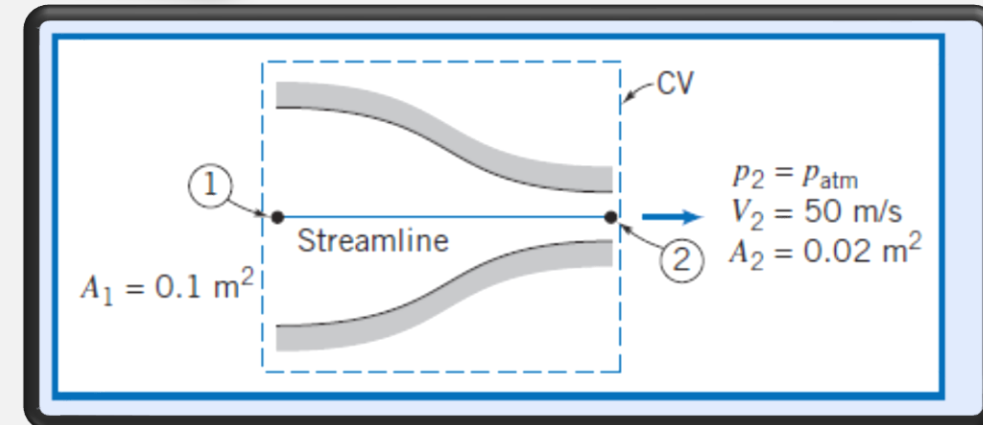 CV
1
p₂ = pₐₜₘ
V₂ = 50 m/s
Streamline
2
A₂ = 0.02 m²
A₁ = 0.1 m²